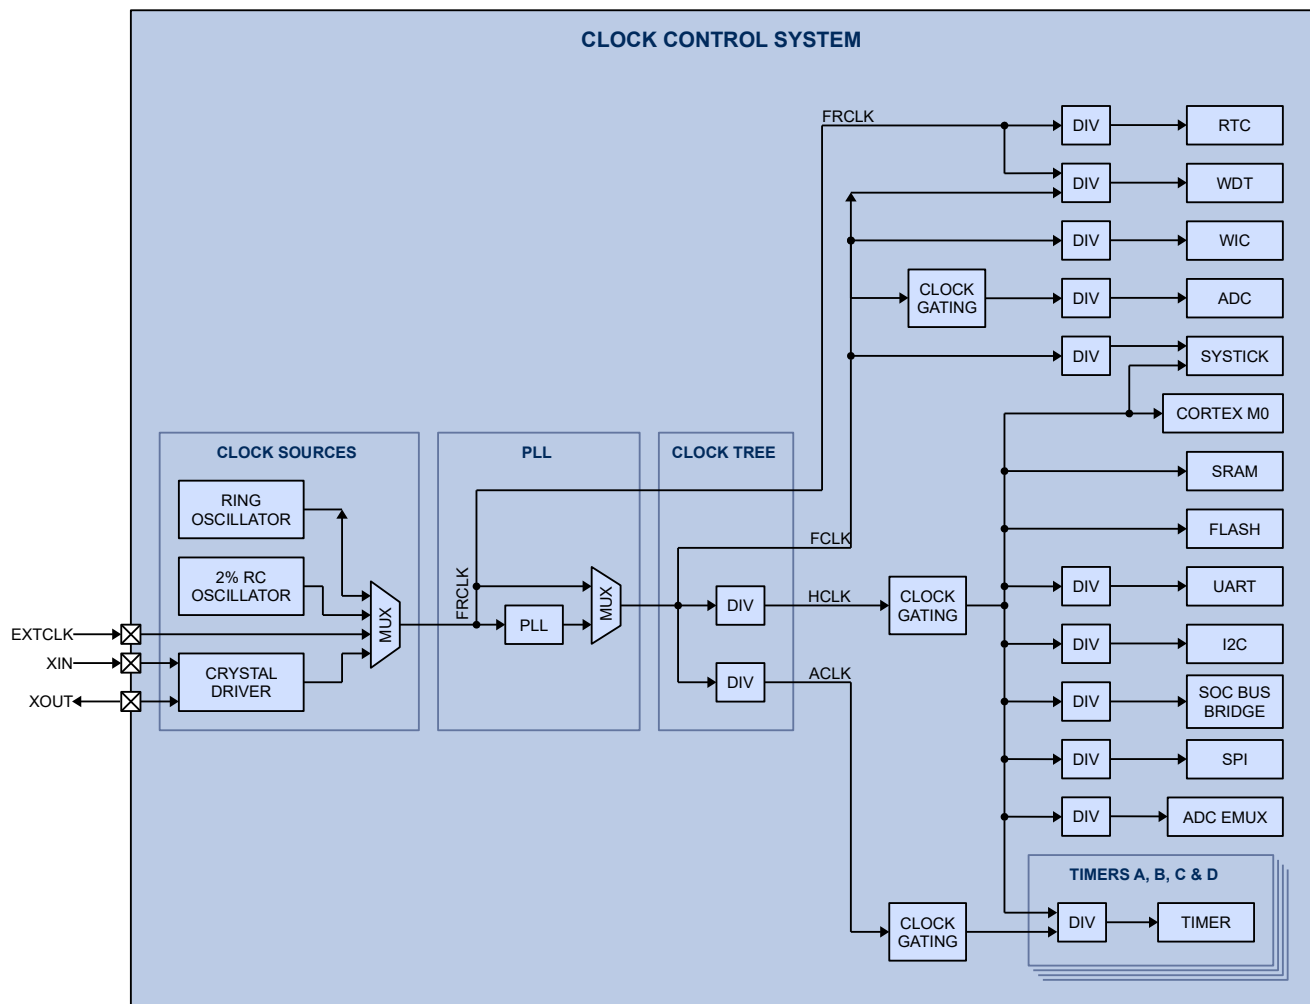 CLOCK CONTROL SYSTEM
FRCLK
DIV
RTC
DIV
WDT
DIV
WIC
CLOCK
GATING
DIV
ADC
DIV
SYSTICK
CORTEX M0
CLOCK SOURCES
PLL
CLOCK TREE
SRAM
RING
OSCILLATOR
FLASH
FCLK
2% RC
OSCILLATOR
MUX
FRCLK
PLL
MUX
DIV
HCLK
CLOCK
GATING
DIV
UART
EXTCLK
XIN
XOUT
CRYSTAL
DRIVER
DIV
ACLK
DIV
I2C
DIV
SOC BUS
BRIDGE
DIV
SPI
DIV
ADC EMUX
TIMERS A, B, C & D
CLOCK
GATING
DIV
TIMER